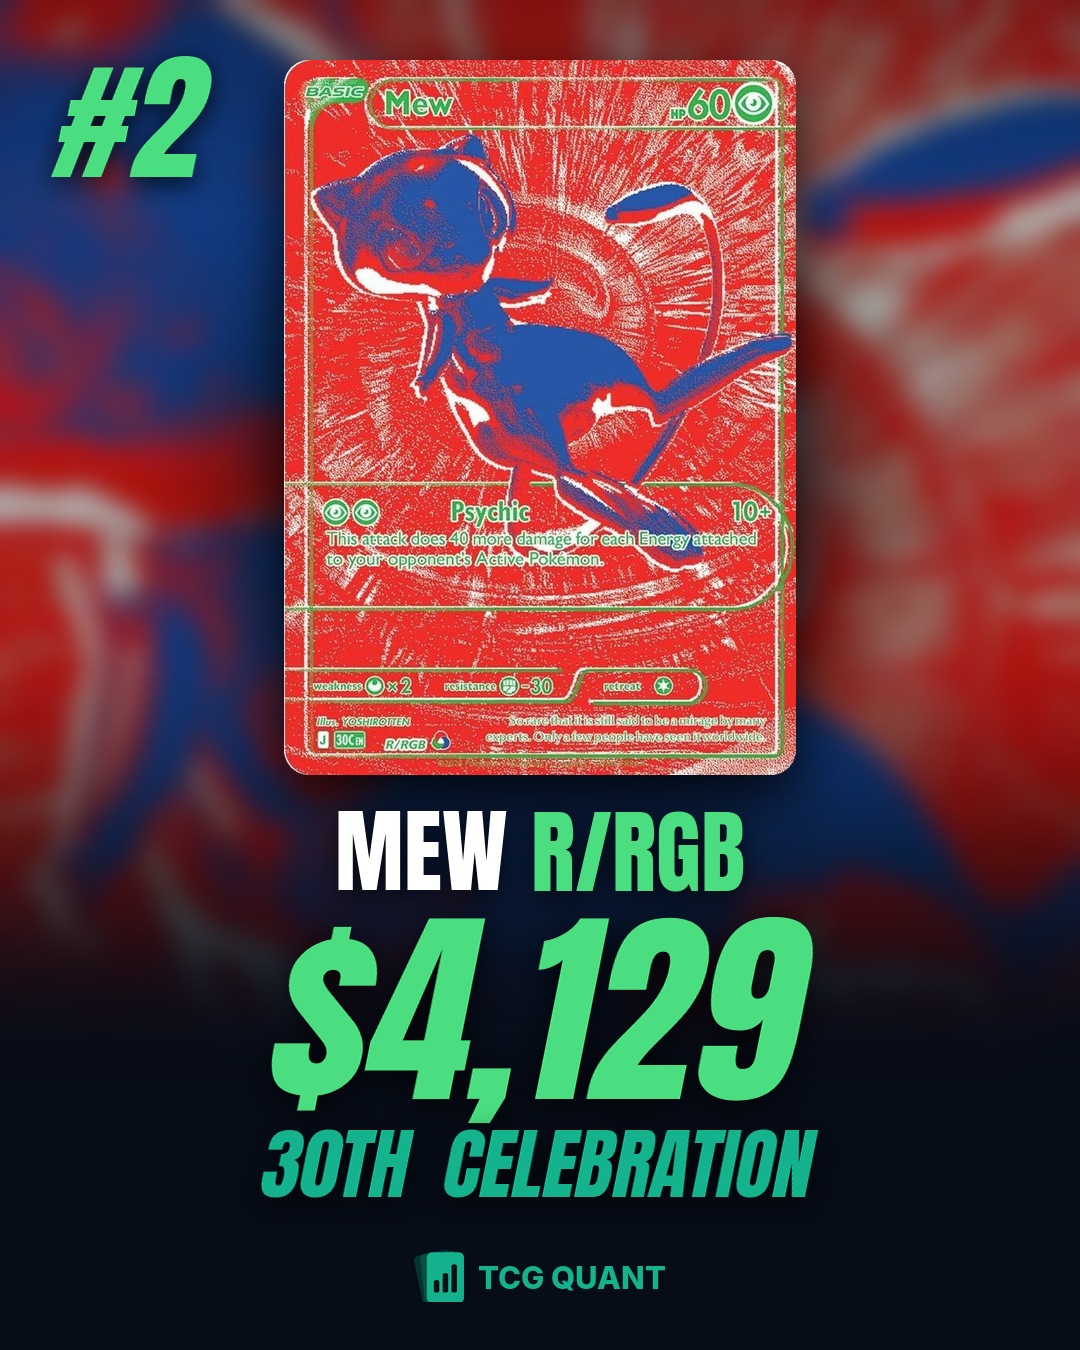 #2
BASIC
Mew
HP 60
Psychic
10+
This attack does 40 more damage for each Energy attached
to your opponent's Active Pokémon.
weakness ×2 resistance -30 retreat
Illus. YOSHIROTTEN
So rare that it is still said to be a mirage by many
experts. Only a few people have seen it worldwide.
J 30C EN R/RGB
MEW R/RGB
$4,129
30TH CELEBRATION
TCG QUANT